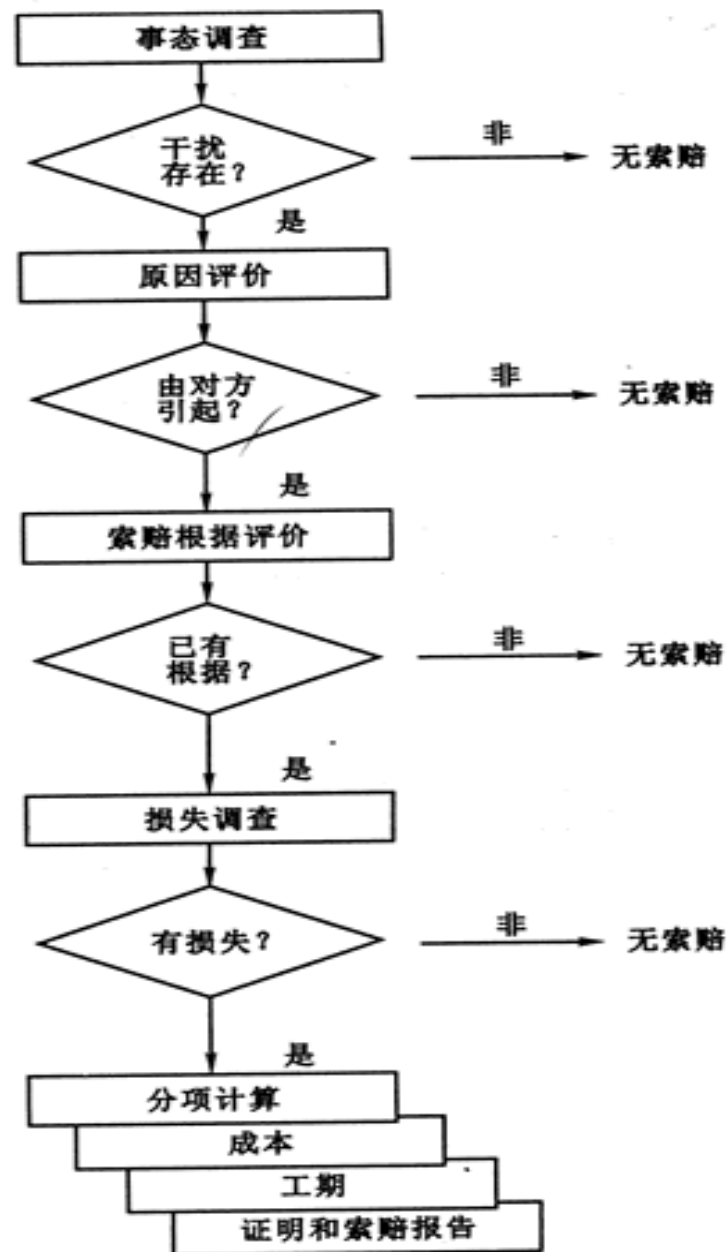 事态调查
干扰
存在？
非
无索赔
是
原因评价
由对方
引起？
非
无索赔
是
索赔根据评价
已有
根据？
非
无索赔
是
损失调查
有损失？
非
无索赔
是
分项计算
成本
工期
证明和索赔报告